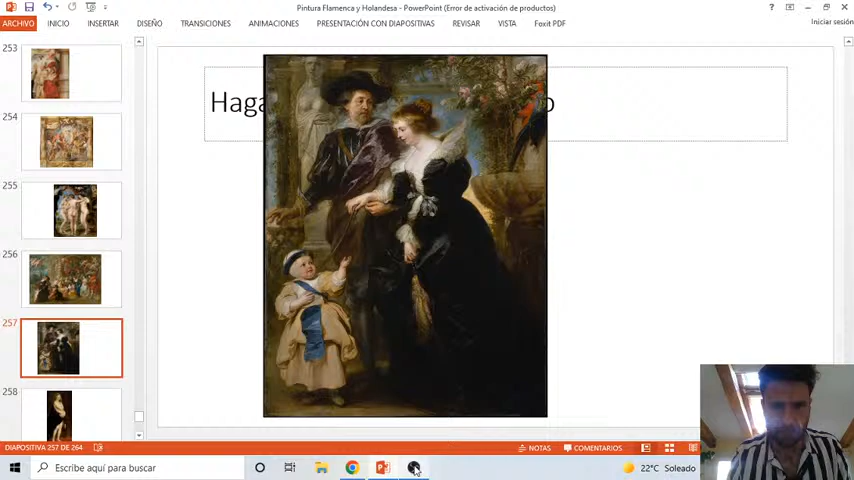 Pintura Flamenca y Holandesa - PowerPoint (Error de activación de productos)
ARCHIVO INICIO INSERTAR DISEÑO TRANSICIONES ANIMACIONES PRESENTACIÓN CON DIAPOSITIVAS REVISAR VISTA Foxit PDF
Iniciar sesión
253
254
255
256
257
258
DIAPOSITIVA 257 DE 264
NOTAS COMENTARIOS
Escribe aquí para buscar
22°C Soleado